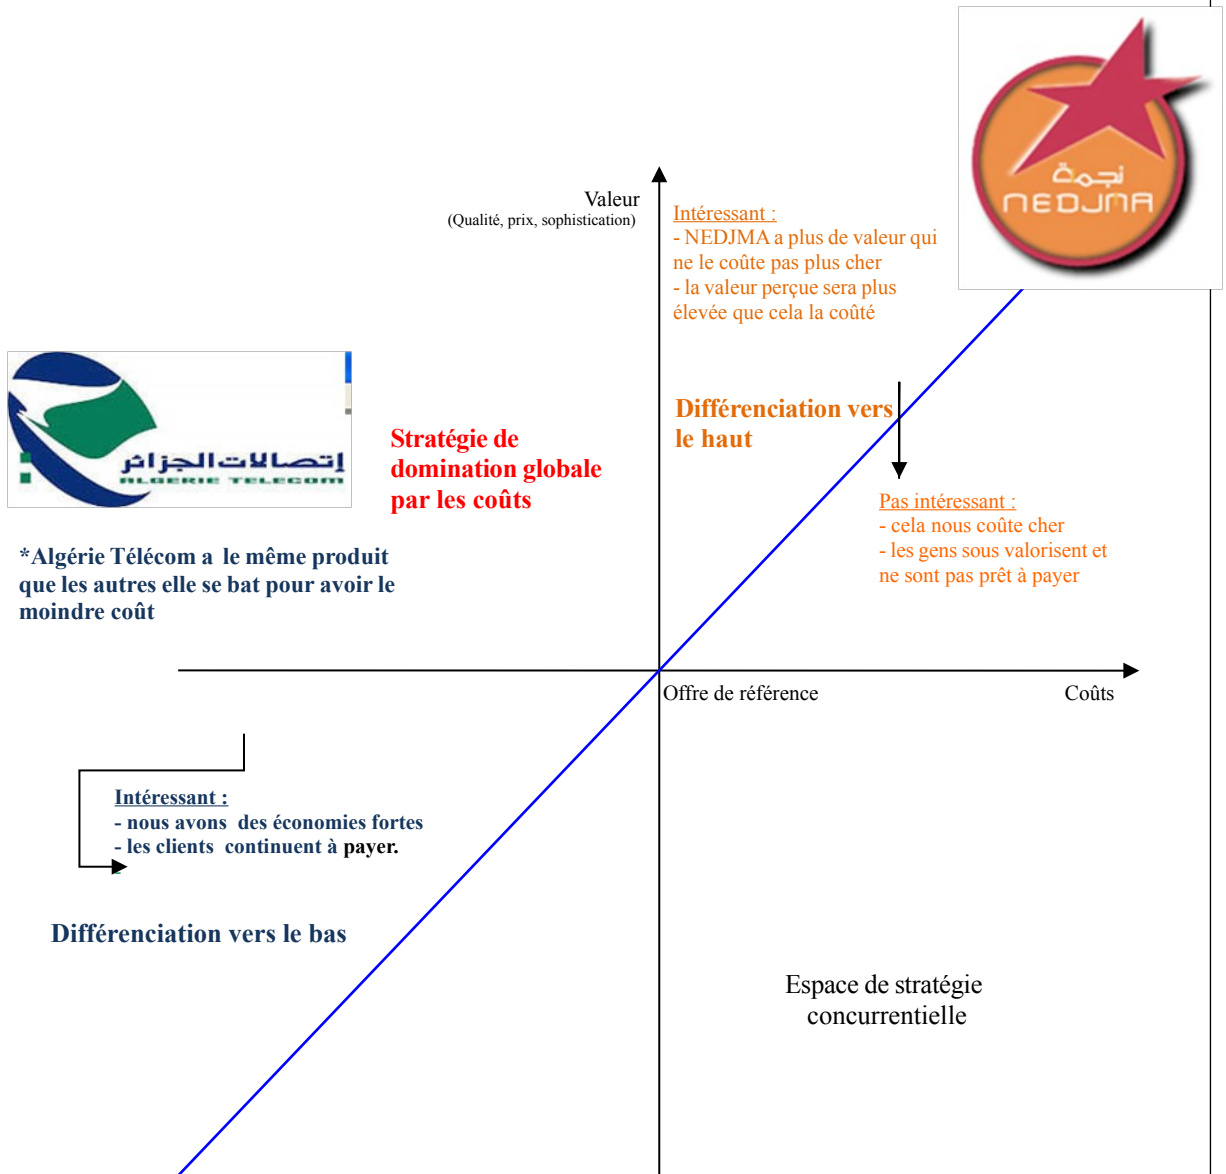 نجمة
NEDJMA
Valeur
(Qualité, prix, sophistication)
Intéressant :
- NEDJMA a plus de valeur qui
ne le coûte pas plus cher
- la valeur perçue sera plus
élevée que cela la coûté
إتصالات الجزائر
ALGERIE TELECOM
Stratégie de
domination globale
par les coûts
Différenciation vers
le haut
Pas intéressant :
- cela nous coûte cher
- les gens sous valorisent et
ne sont pas prêt à payer
*Algérie Télécom a le même produit
que les autres elle se bat pour avoir le
moindre coût
Offre de référence
Coûts
Intéressant :
- nous avons des économies fortes
- les clients continuent à payer.
-
Différenciation vers le bas
Espace de stratégie
concurrentielle